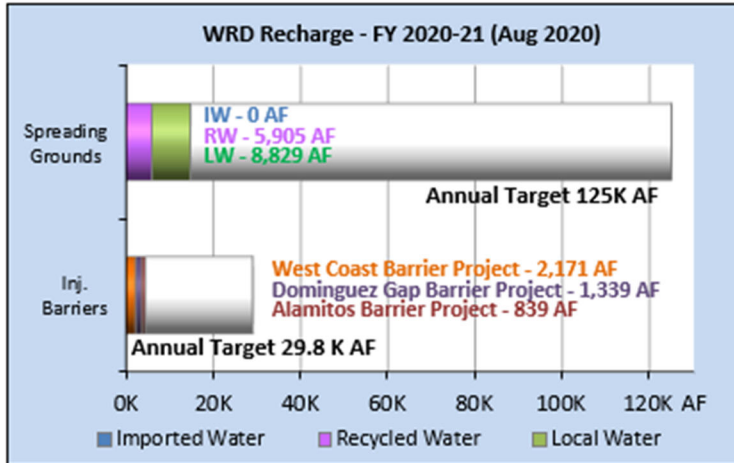 WRD Recharge - FY 2020-21 (Aug 2020)
Spreading
Grounds
IW - 0 AF
RW - 5,905 AF
LW - 8,829 AF
Annual Target 125K AF
Inj.
Barriers
West Coast Barrier Project - 2,171 AF
Dominguez Gap Barrier Project - 1,339 AF
Alamitos Barrier Project - 839 AF
Annual Target 29.8 K AF
0K 20K 40K 60K 80K 100K 120K AF
Imported Water Recycled Water Local Water